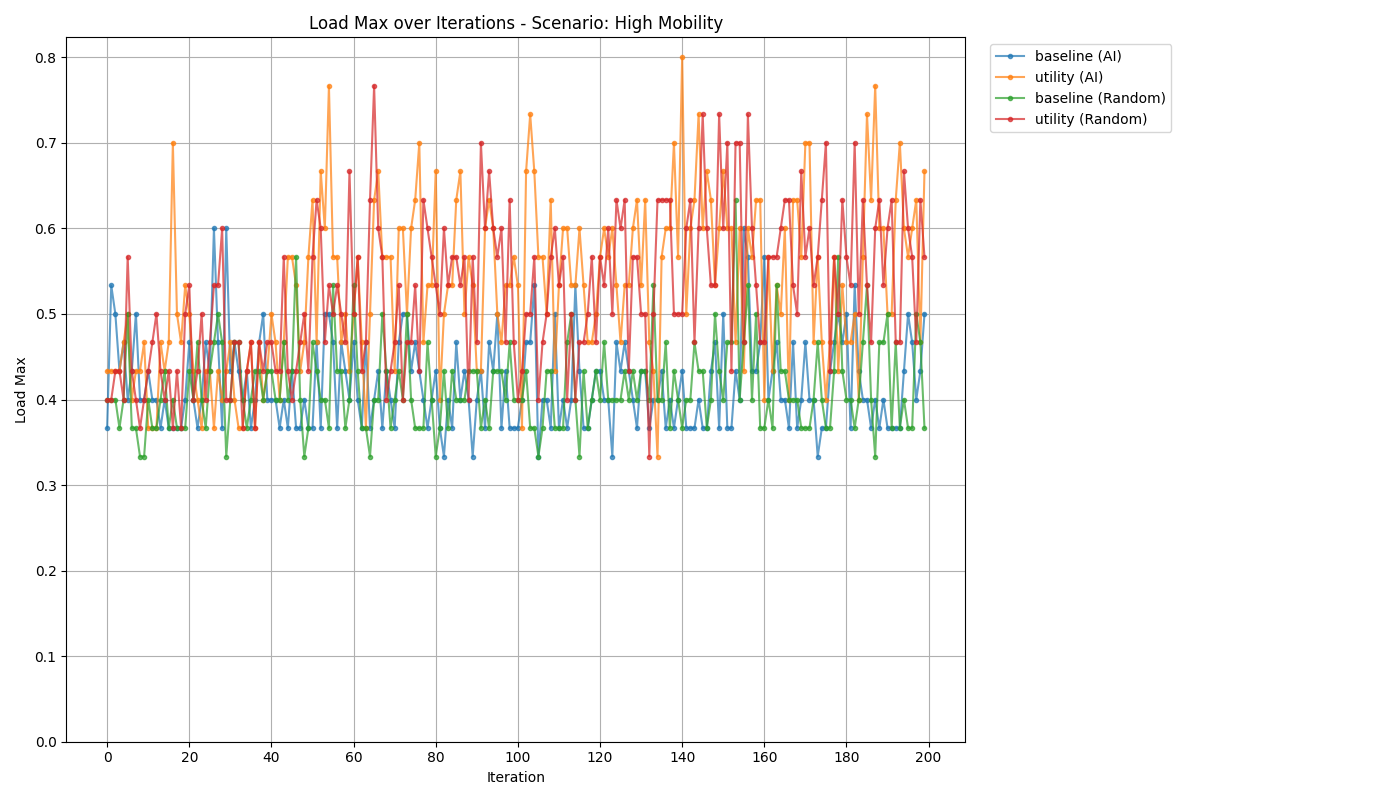 Load Max over Iterations - Scenario: High Mobility
Load Max
0.8
0.7
0.6
0.5
0.4
0.3
0.2
0.1
0.0
0 20 40 60 80 100 120 140 160 180 200
Iteration
baseline (AI)
utility (AI)
baseline (Random)
utility (Random)